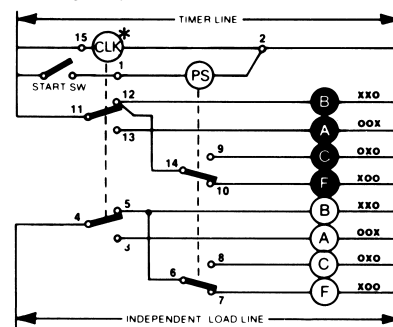 TIMER LINE
15 CLK * 2
START SW 1 PS
11 12 B XXO
13 A OOX
9 C OXO
14 10 F XOO
4 5 B XXO
3 A OOX
8 C OXO
6 7 F XOO
INDEPENDENT LOAD LINE